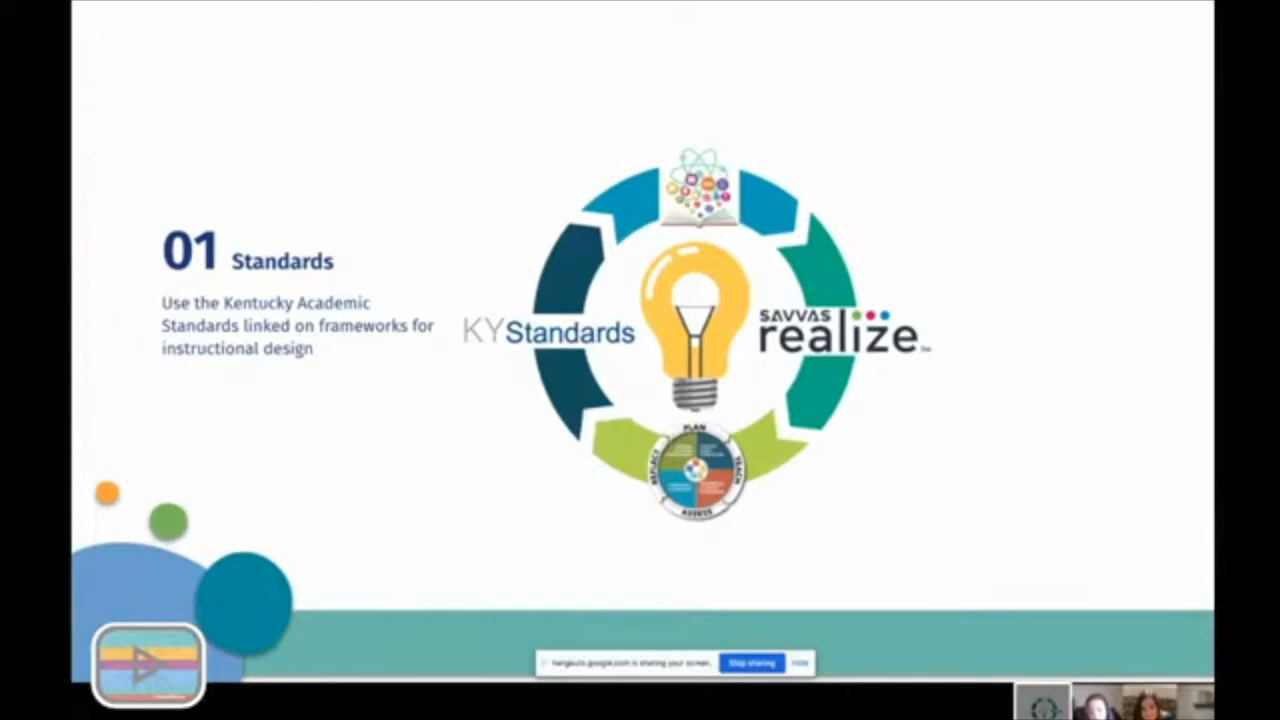 01 Standards
Use the Kentucky Academic
Standards linked on frameworks for
instructional design
KYStandards
SAVVAS
realize
PLAN
TEACH
ASSESS
REFLECT
hangouts.google.com is sharing your screen.
Stop sharing
Hide